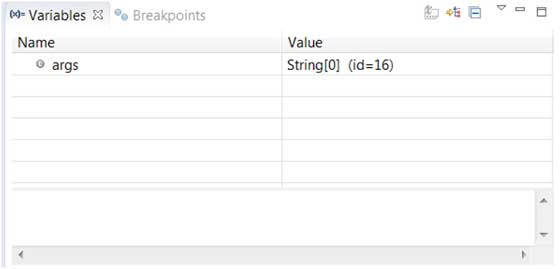 (x)= Variables Breakpoints
Name Value
args String[0] (id=16)